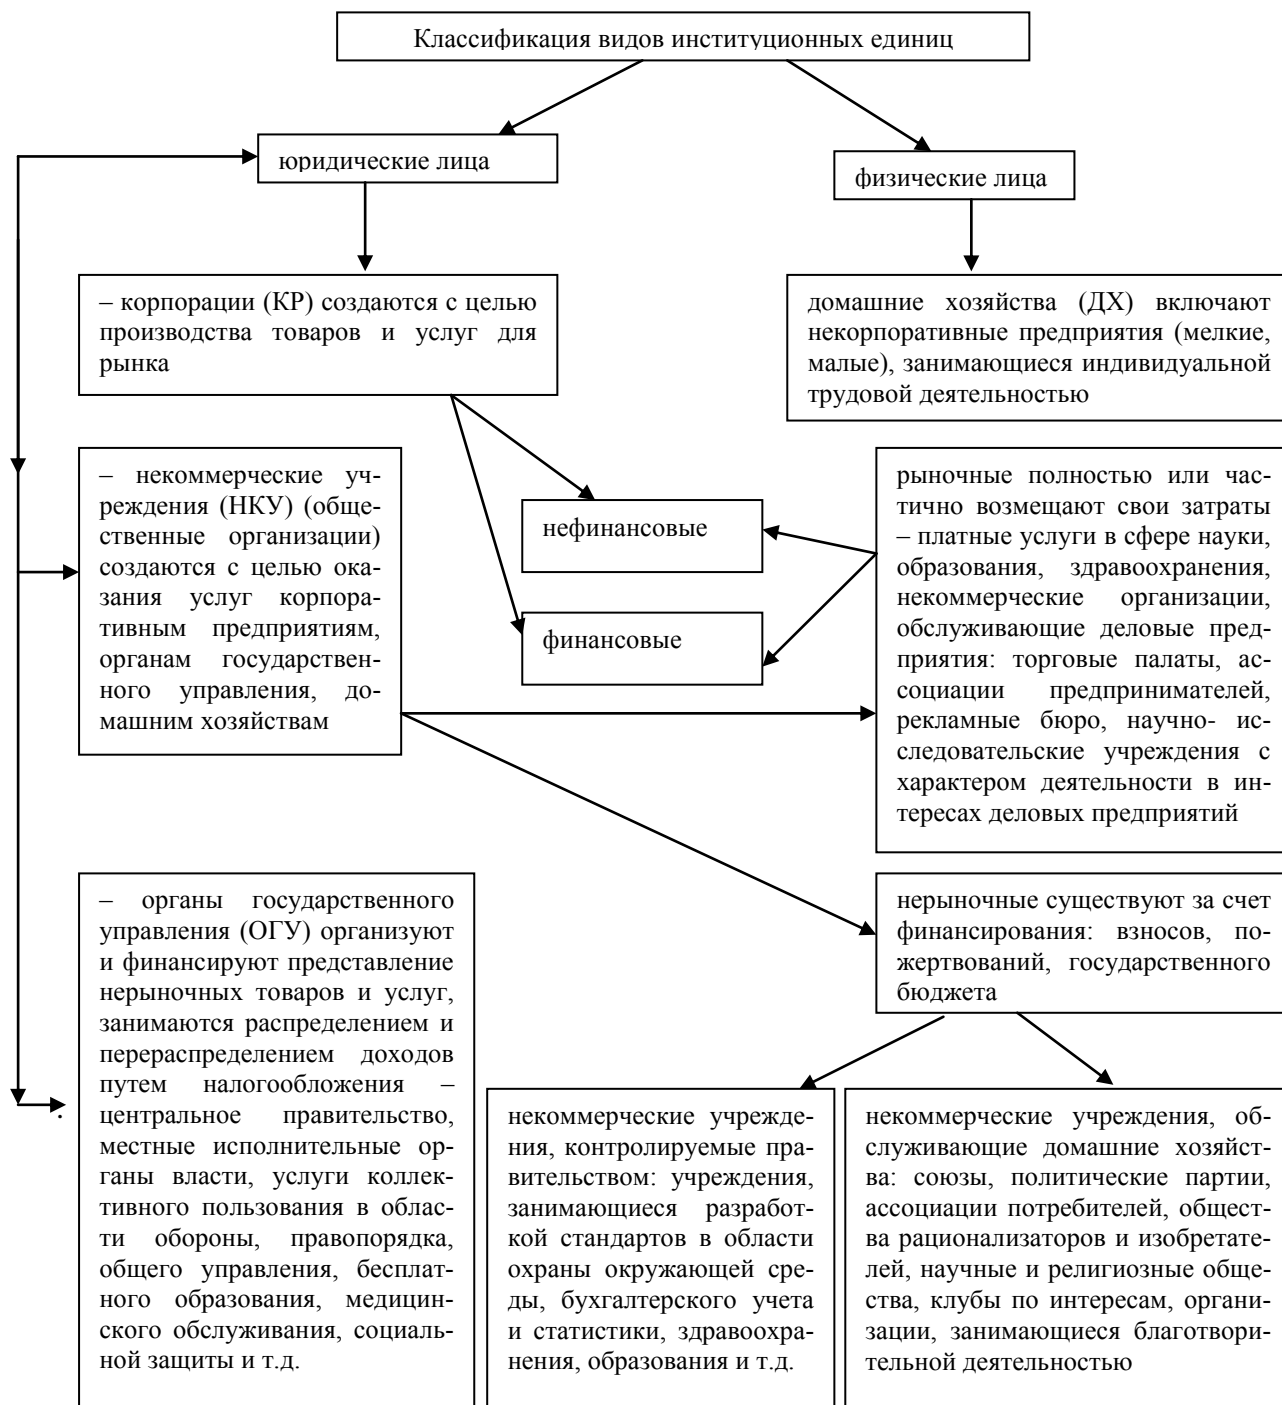 Классификация видов институционных единиц
юридические лица
физические лица
– корпорации (КР) создаются с целью
производства товаров и услуг для
рынка
домашние хозяйства (ДХ) включают
некорпоративные предприятия (мелкие,
малые), занимающиеся индивидуальной
трудовой деятельностью
– некоммерческие уч-
реждения (НКУ) (обще-
ственные организации)
создаются с целью ока-
зания услуг корпора-
тивным предприятиям,
органам государствен-
ного управления, до-
машним хозяйствам
нефинансовые
финансовые
рыночные полностью или час-
тично возмещают свои затраты
– платные услуги в сфере науки,
образования, здравоохранения,
некоммерческие организации,
обслуживающие деловые пред-
приятия: торговые палаты, ас-
социации предпринимателей,
рекламные бюро, научно- ис-
следовательские учреждения с
характером деятельности в ин-
тересах деловых предприятий
– органы государственного
управления (ОГУ) организуют
и финансируют представление
нерыночных товаров и услуг,
занимаются распределением и
перераспределением доходов
путем налогообложения –
центральное правительство,
местные исполнительные ор-
ганы власти, услуги коллек-
тивного пользования в облас-
ти обороны, правопорядка,
общего управления, бесплат-
ного образования, медицин-
ского обслуживания, социаль-
ной защиты и т.д.
.
нерыночные существуют за счет
финансирования: взносов, по-
жертвований, государственного
бюджета
некоммерческие учрежде-
ния, контролируемые пра-
вительством: учреждения,
занимающиеся разработ-
кой стандартов в области
охраны окружающей сре-
ды, бухгалтерского учета
и статистики, здравоохра-
нения, образования и т.д.
некоммерческие учреждения, об-
служивающие домашние хозяйст-
ва: союзы, политические партии,
ассоциации потребителей, общест-
ва рационализаторов и изобретате-
лей, научные и религиозные обще-
ства, клубы по интересам, органи-
зации, занимающиеся благотвори-
тельной деятельностью